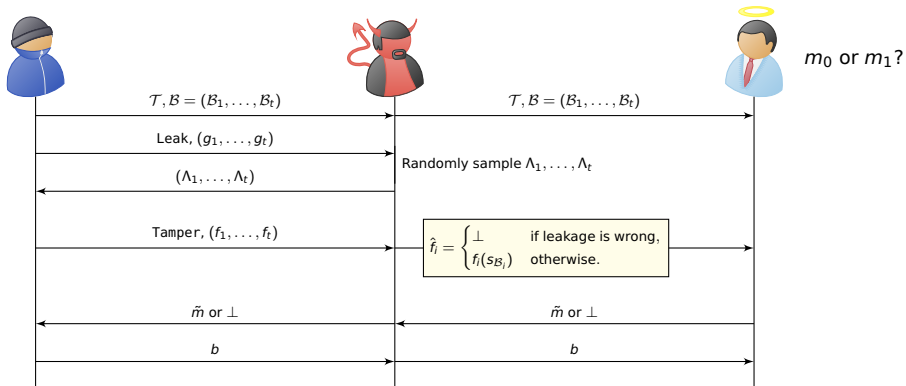 m₀ or m₁?
𝒯, ℬ = (ℬ₁, . . . , ℬₜ)
𝒯, ℬ = (ℬ₁, . . . , ℬₜ)
Leak, (g₁, . . . , gₜ)
Randomly sample Λ₁, . . . , Λₜ
(Λ₁, . . . , Λₜ)
Tamper, (f₁, . . . , fₜ)
f̂ᵢ = { ⊥ if leakage is wrong,
fᵢ(s_ℬᵢ) otherwise.
m̃ or ⊥
m̃ or ⊥
b
b